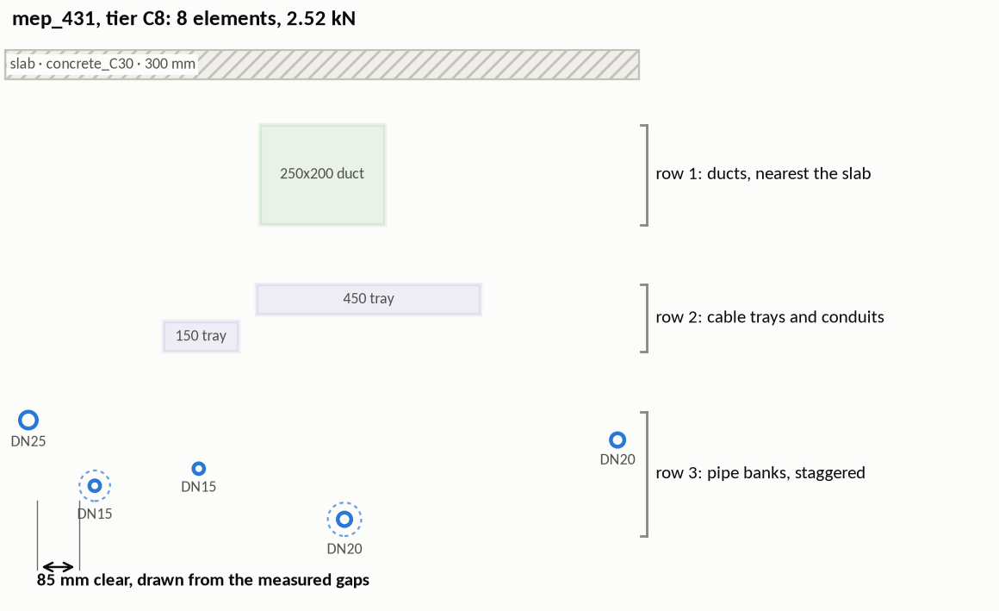 mep_431, tier C8: 8 elements, 2.52 kN
slab · concrete_C30 · 300 mm
250x200 duct
row 1: ducts, nearest the slab
450 tray
150 tray
row 2: cable trays and conduits
DN25
DN20
DN15
DN15
DN20
row 3: pipe banks, staggered
85 mm clear, drawn from the measured gaps